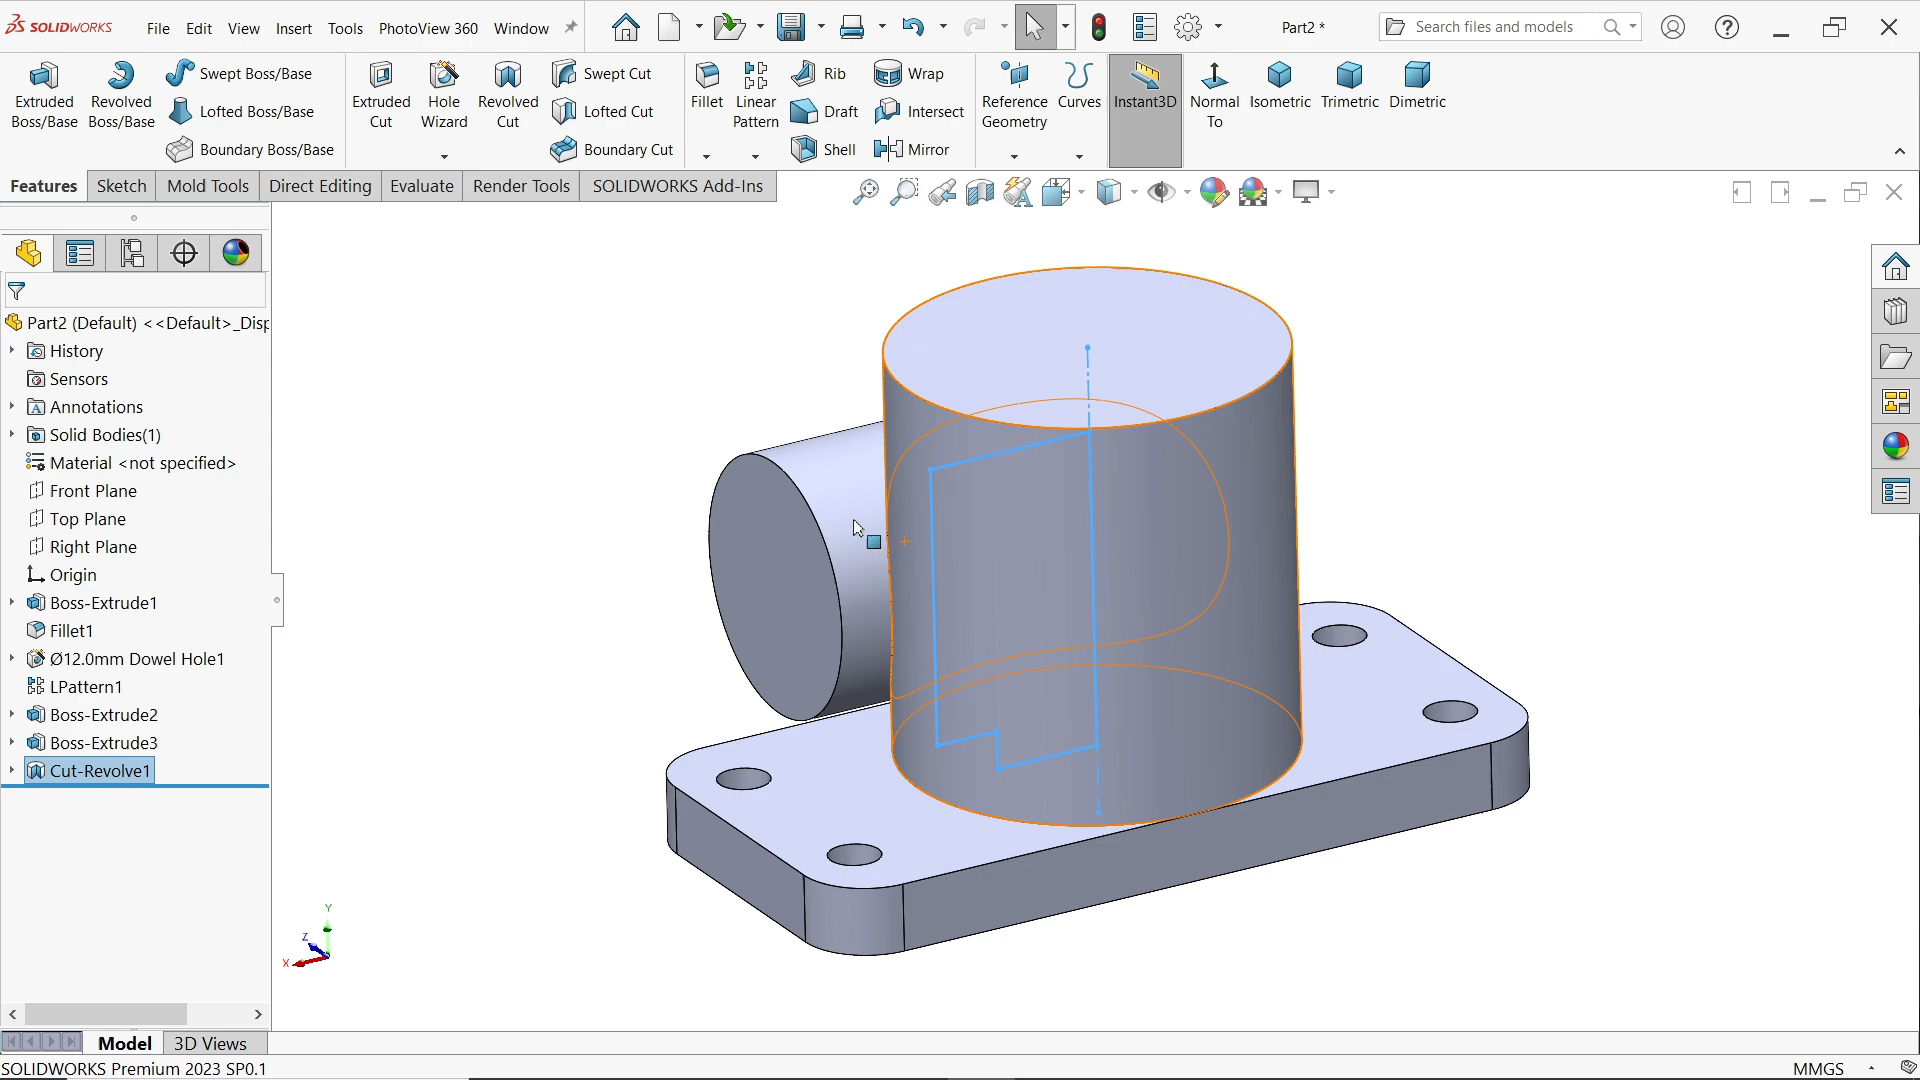 SOLIDWORKS File Edit View Insert Tools PhotoView 360 Window Part2 * Search files and models
Extruded Boss/Base
Revolved Boss/Base
Swept Boss/Base
Lofted Boss/Base
Boundary Boss/Base
Extruded Cut
Hole Wizard
Revolved Cut
Swept Cut
Lofted Cut
Boundary Cut
Fillet
Linear Pattern
Rib
Draft
Shell
Wrap
Intersect
Mirror
Reference Geometry
Curves
Instant3D
Normal To
Isometric
Trimetric
Dimetric
Features Sketch Mold Tools Direct Editing Evaluate Render Tools SOLIDWORKS Add-Ins
Part2 (Default) <<Default>_Disp
History
Sensors
Annotations
Solid Bodies(1)
Material <not specified>
Front Plane
Top Plane
Right Plane
Origin
Boss-Extrude1
Fillet1
Ø12.0mm Dowel Hole1
LPattern1
Boss-Extrude2
Boss-Extrude3
Cut-Revolve1
Y
Z
X
Model 3D Views
SOLIDWORKS Premium 2023 SP0.1 MMGS